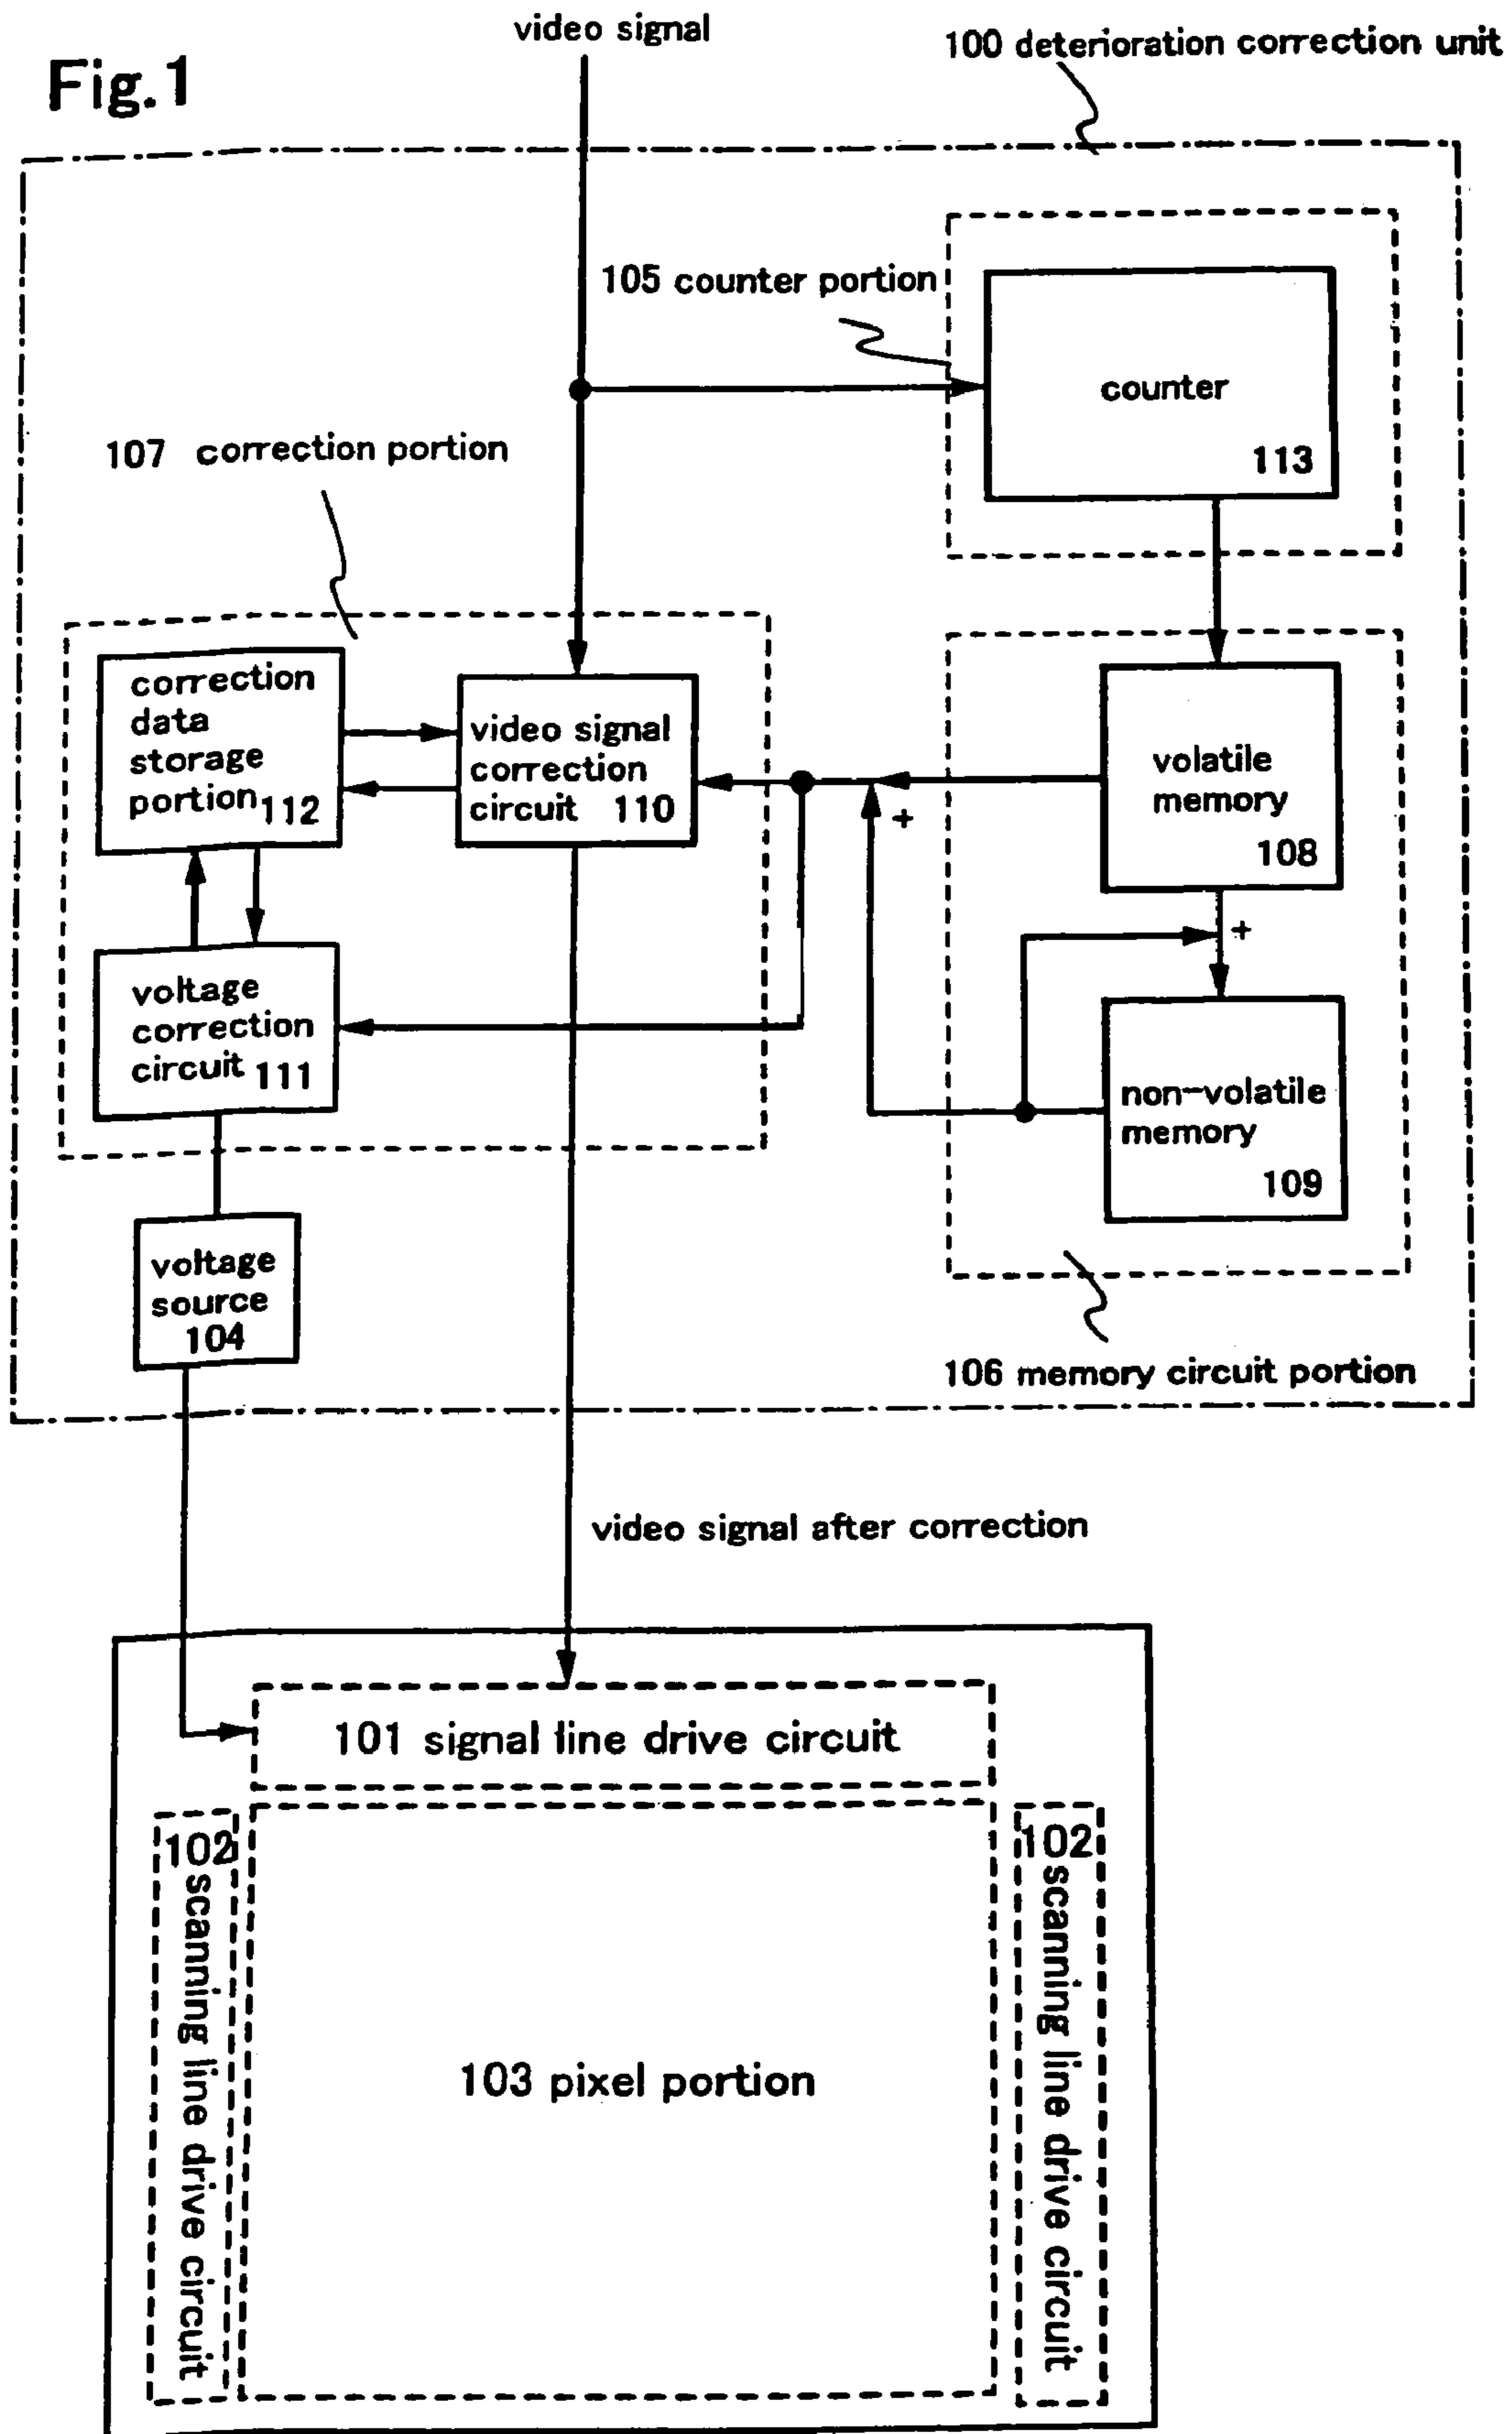 Fig.1
video signal
100 deterioration correction unit
105 counter portion
counter
113
107 correction portion
correction
data
storage
portion 112
video signal
correction
circuit 110
+
volatile
memory
108
+
voltage
correction
circuit 111
non-volatile
memory
109
voltage
source
104
106 memory circuit portion
video signal after correction
101 signal line drive circuit
102 scanning line drive circuit
103 pixel portion
102 scanning line drive circuit